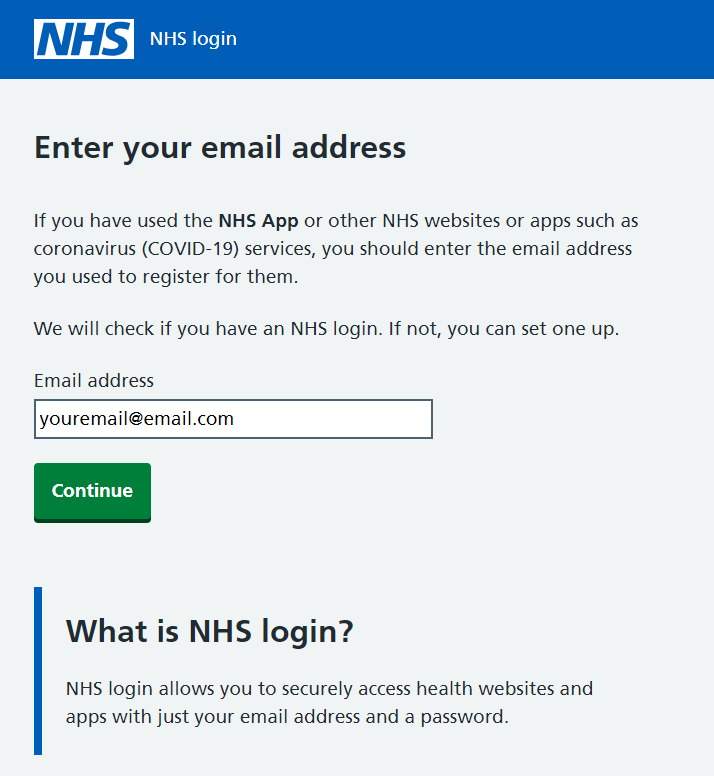 NHS NHS login
Enter your email address
If you have used the NHS App or other NHS websites or apps such as
coronavirus (COVID-19) services, you should enter the email address
you used to register for them.
We will check if you have an NHS login. If not, you can set one up.
Email address
youremail@email.com
Continue
What is NHS login?
NHS login allows you to securely access health websites and
apps with just your email address and a password.